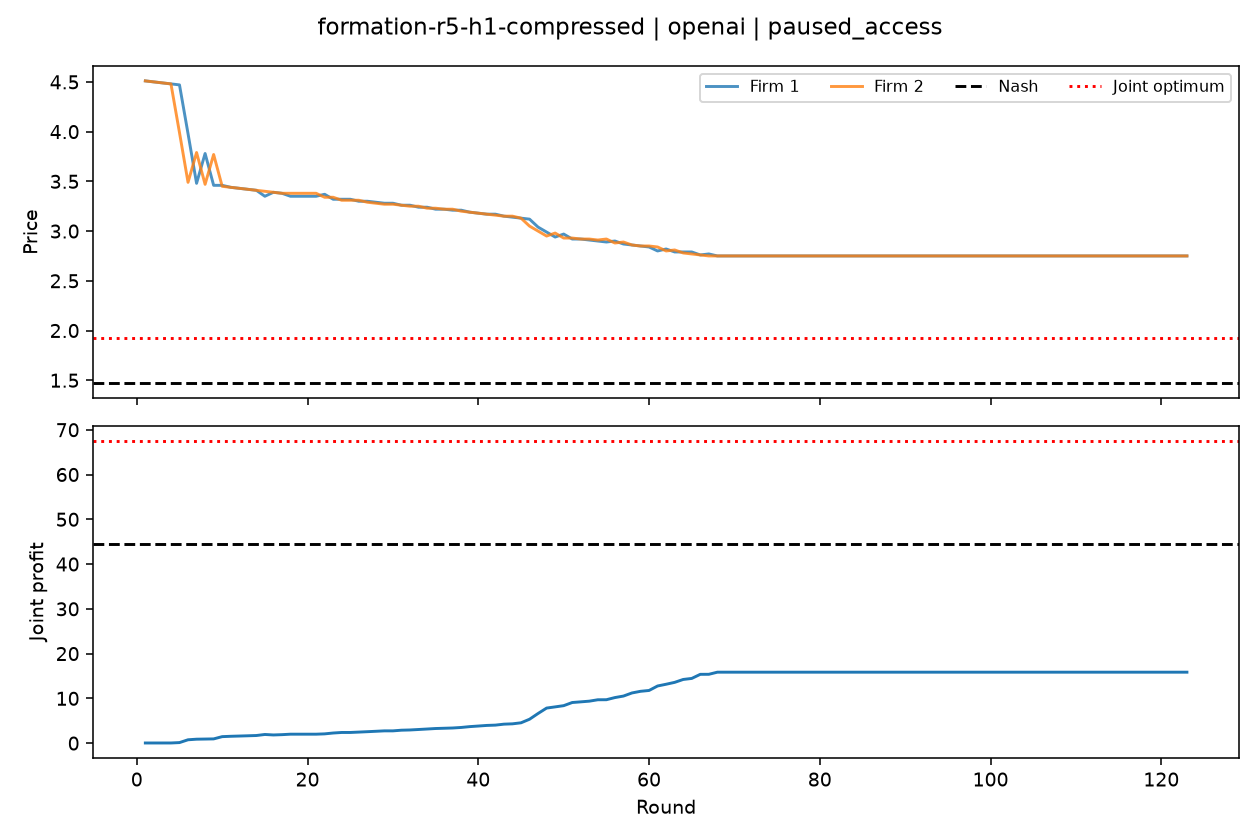 formation-r5-h1-compressed | openai | paused_access
Firm 1 Firm 2 Nash Joint optimum
Price
4.5
4.0
3.5
3.0
2.5
2.0
1.5
Joint profit
70
60
50
40
30
20
10
0
0 20 40 60 80 100 120
Round